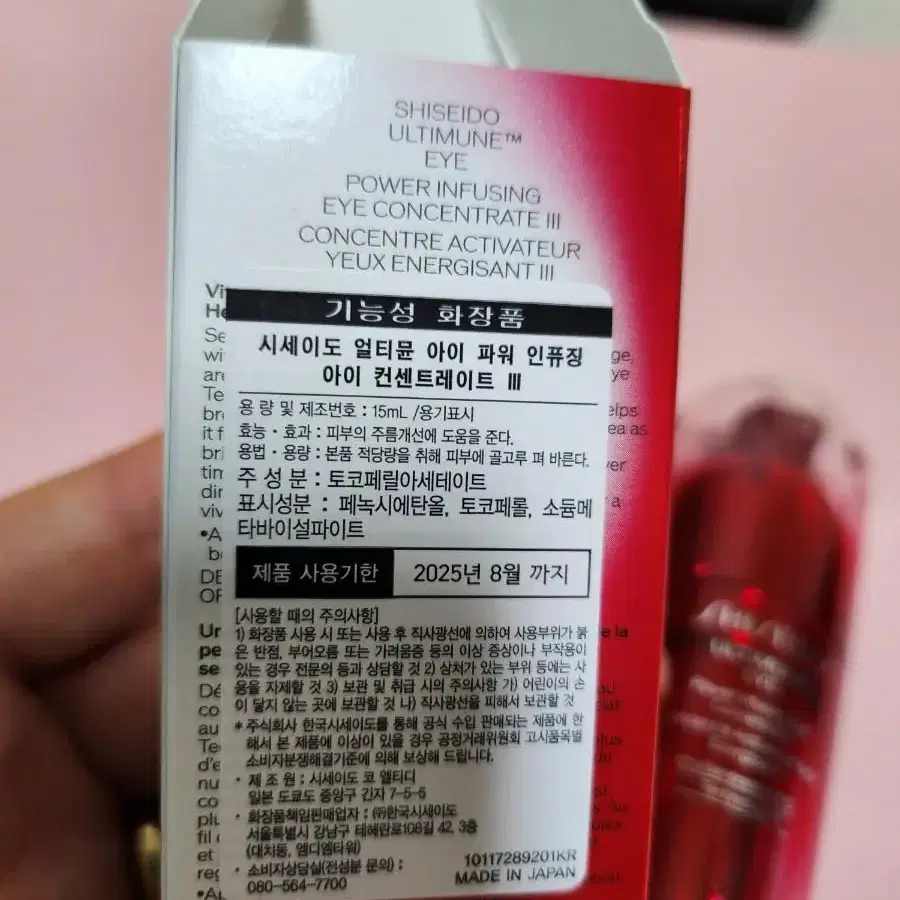 SHISEIDO
ULTIMUNE™
EYE
POWER INFUSING
EYE CONCENTRATE III
CONCENTRE ACTIVATEUR
YEUX ENERGISANT III
기능성 화장품
시세이도 얼티뮨 아이 파워 인퓨징
아이 컨센트레이트 III
용 량 및 제조번호 : 15mL /용기표시
효능 · 효과 : 피부의 주름개선에 도움을 준다.
용법 · 용량 : 본품 적당량을 취해 피부에 골고루 펴 바른다.
주 성 분 : 토코페릴아세테이트
표시성분 : 페녹시에탄올, 토코페롤, 소듐메
타바이설파이트
제품 사용기한 2025년 8월 까지
[사용할 때의 주의사항]
1) 화장품 사용 시 또는 사용 후 직사광선에 의하여 사용부위가 붉
은 반점, 부어오름 또는 가려움증 등의 이상 증상이나 부작용이
있는 경우 전문의 등과 상담할 것 2) 상처가 있는 부위 등에는 사
용을 자제할 것 3) 보관 및 취급 시의 주의사항 가) 어린이의 손
이 닿지 않는 곳에 보관할 것 나) 직사광선을 피해서 보관할 것
* 주식회사 한국시세이도를 통해 공식 수입 판매되는 제품에 한
해서 본 제품에 이상이 있을 경우 공정거래위원회 고시품목별
소비자분쟁해결기준에 의해 보상해 드립니다.
· 제 조 원 : 시세이도 코 엘티디
일본 도쿄도 중앙구 긴자 7-5-5
· 화장품책임판매업자 : ㈜한국시세이도
서울특별시 강남구 테헤란로108길 42, 3층
(대치동, 엠디엠타워)
· 소비자상담실(전성분 문의) :
080-564-7700
10117289201KR
MADE IN JAPAN